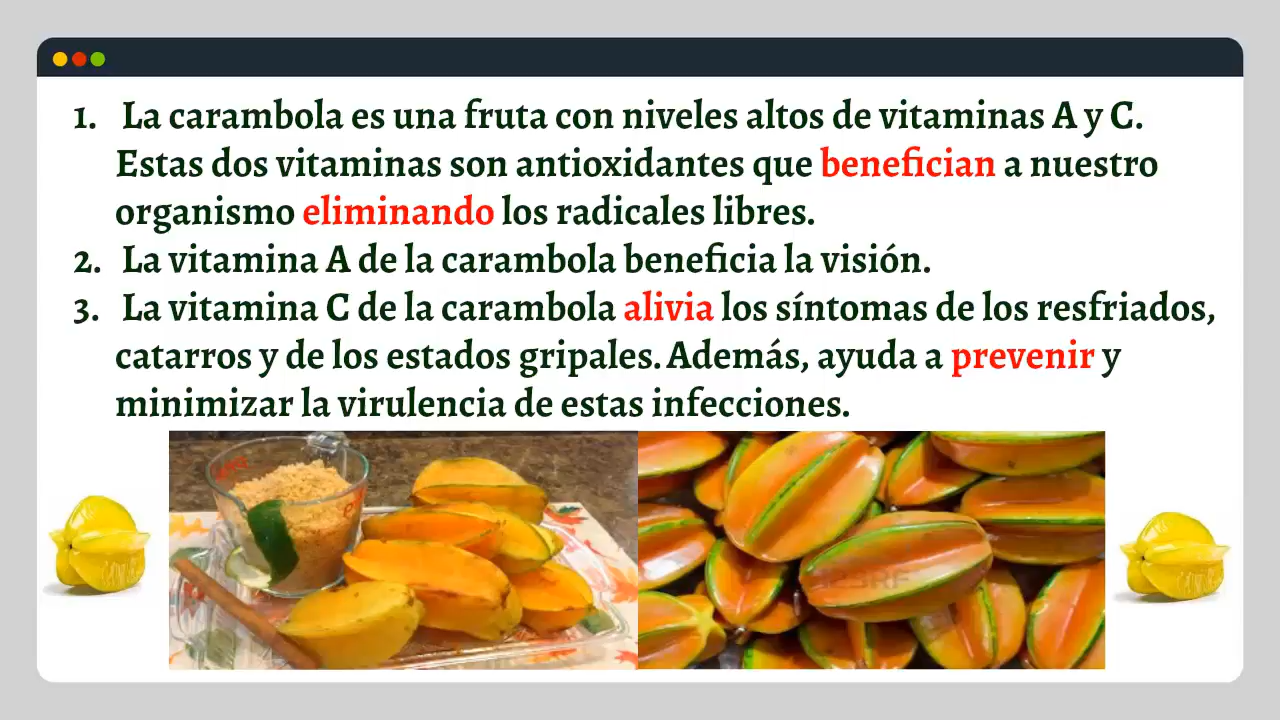 1. La carambola es una fruta con niveles altos de vitaminas A y C.
Estas dos vitaminas son antioxidantes que benefician a nuestro
organismo eliminando los radicales libres.
2. La vitamina A de la carambola beneficia la visión.
3. La vitamina C de la carambola alivia los síntomas de los resfriados,
catarros y de los estados gripales. Además, ayuda a prevenir y
minimizar la virulencia de estas infecciones.